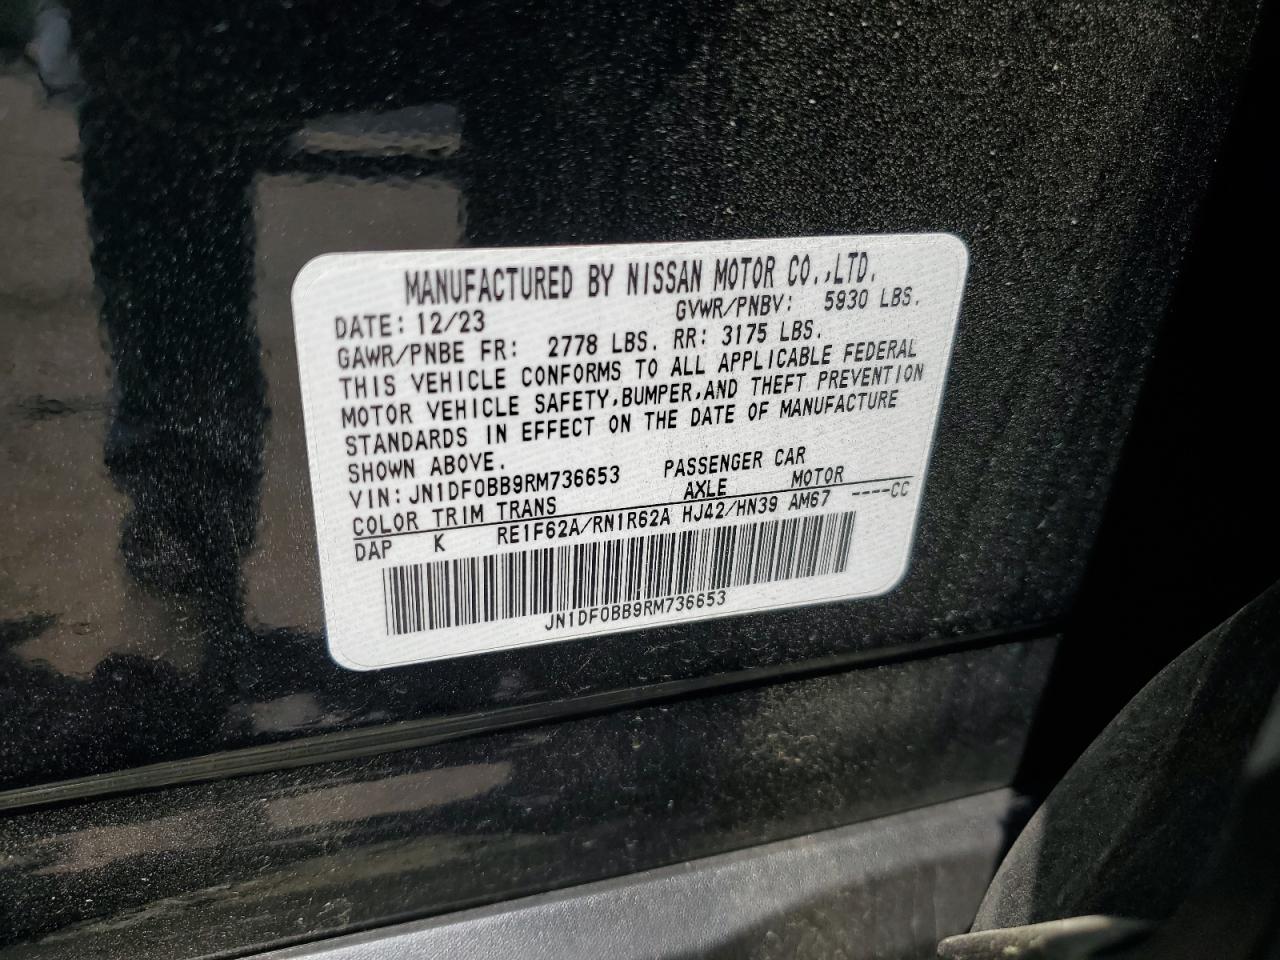 MANUFACTURED BY NISSAN MOTOR CO.,LTD.
DATE: 12/23 GVWR/PNBV: 5930 LBS.
GAWR/PNBE FR: 2778 LBS. RR: 3175 LBS.
THIS VEHICLE CONFORMS TO ALL APPLICABLE FEDERAL
MOTOR VEHICLE SAFETY,BUMPER,AND THEFT PREVENTION
STANDARDS IN EFFECT ON THE DATE OF MANUFACTURE
SHOWN ABOVE.
VIN: JN1DF0BB9RM736653 PASSENGER CAR
COLOR TRIM TRANS AXLE MOTOR
DAP K RE1F62A/RN1R62A HJ42/HN39 AM67 ----CC
JN1DF0BB9RM736653